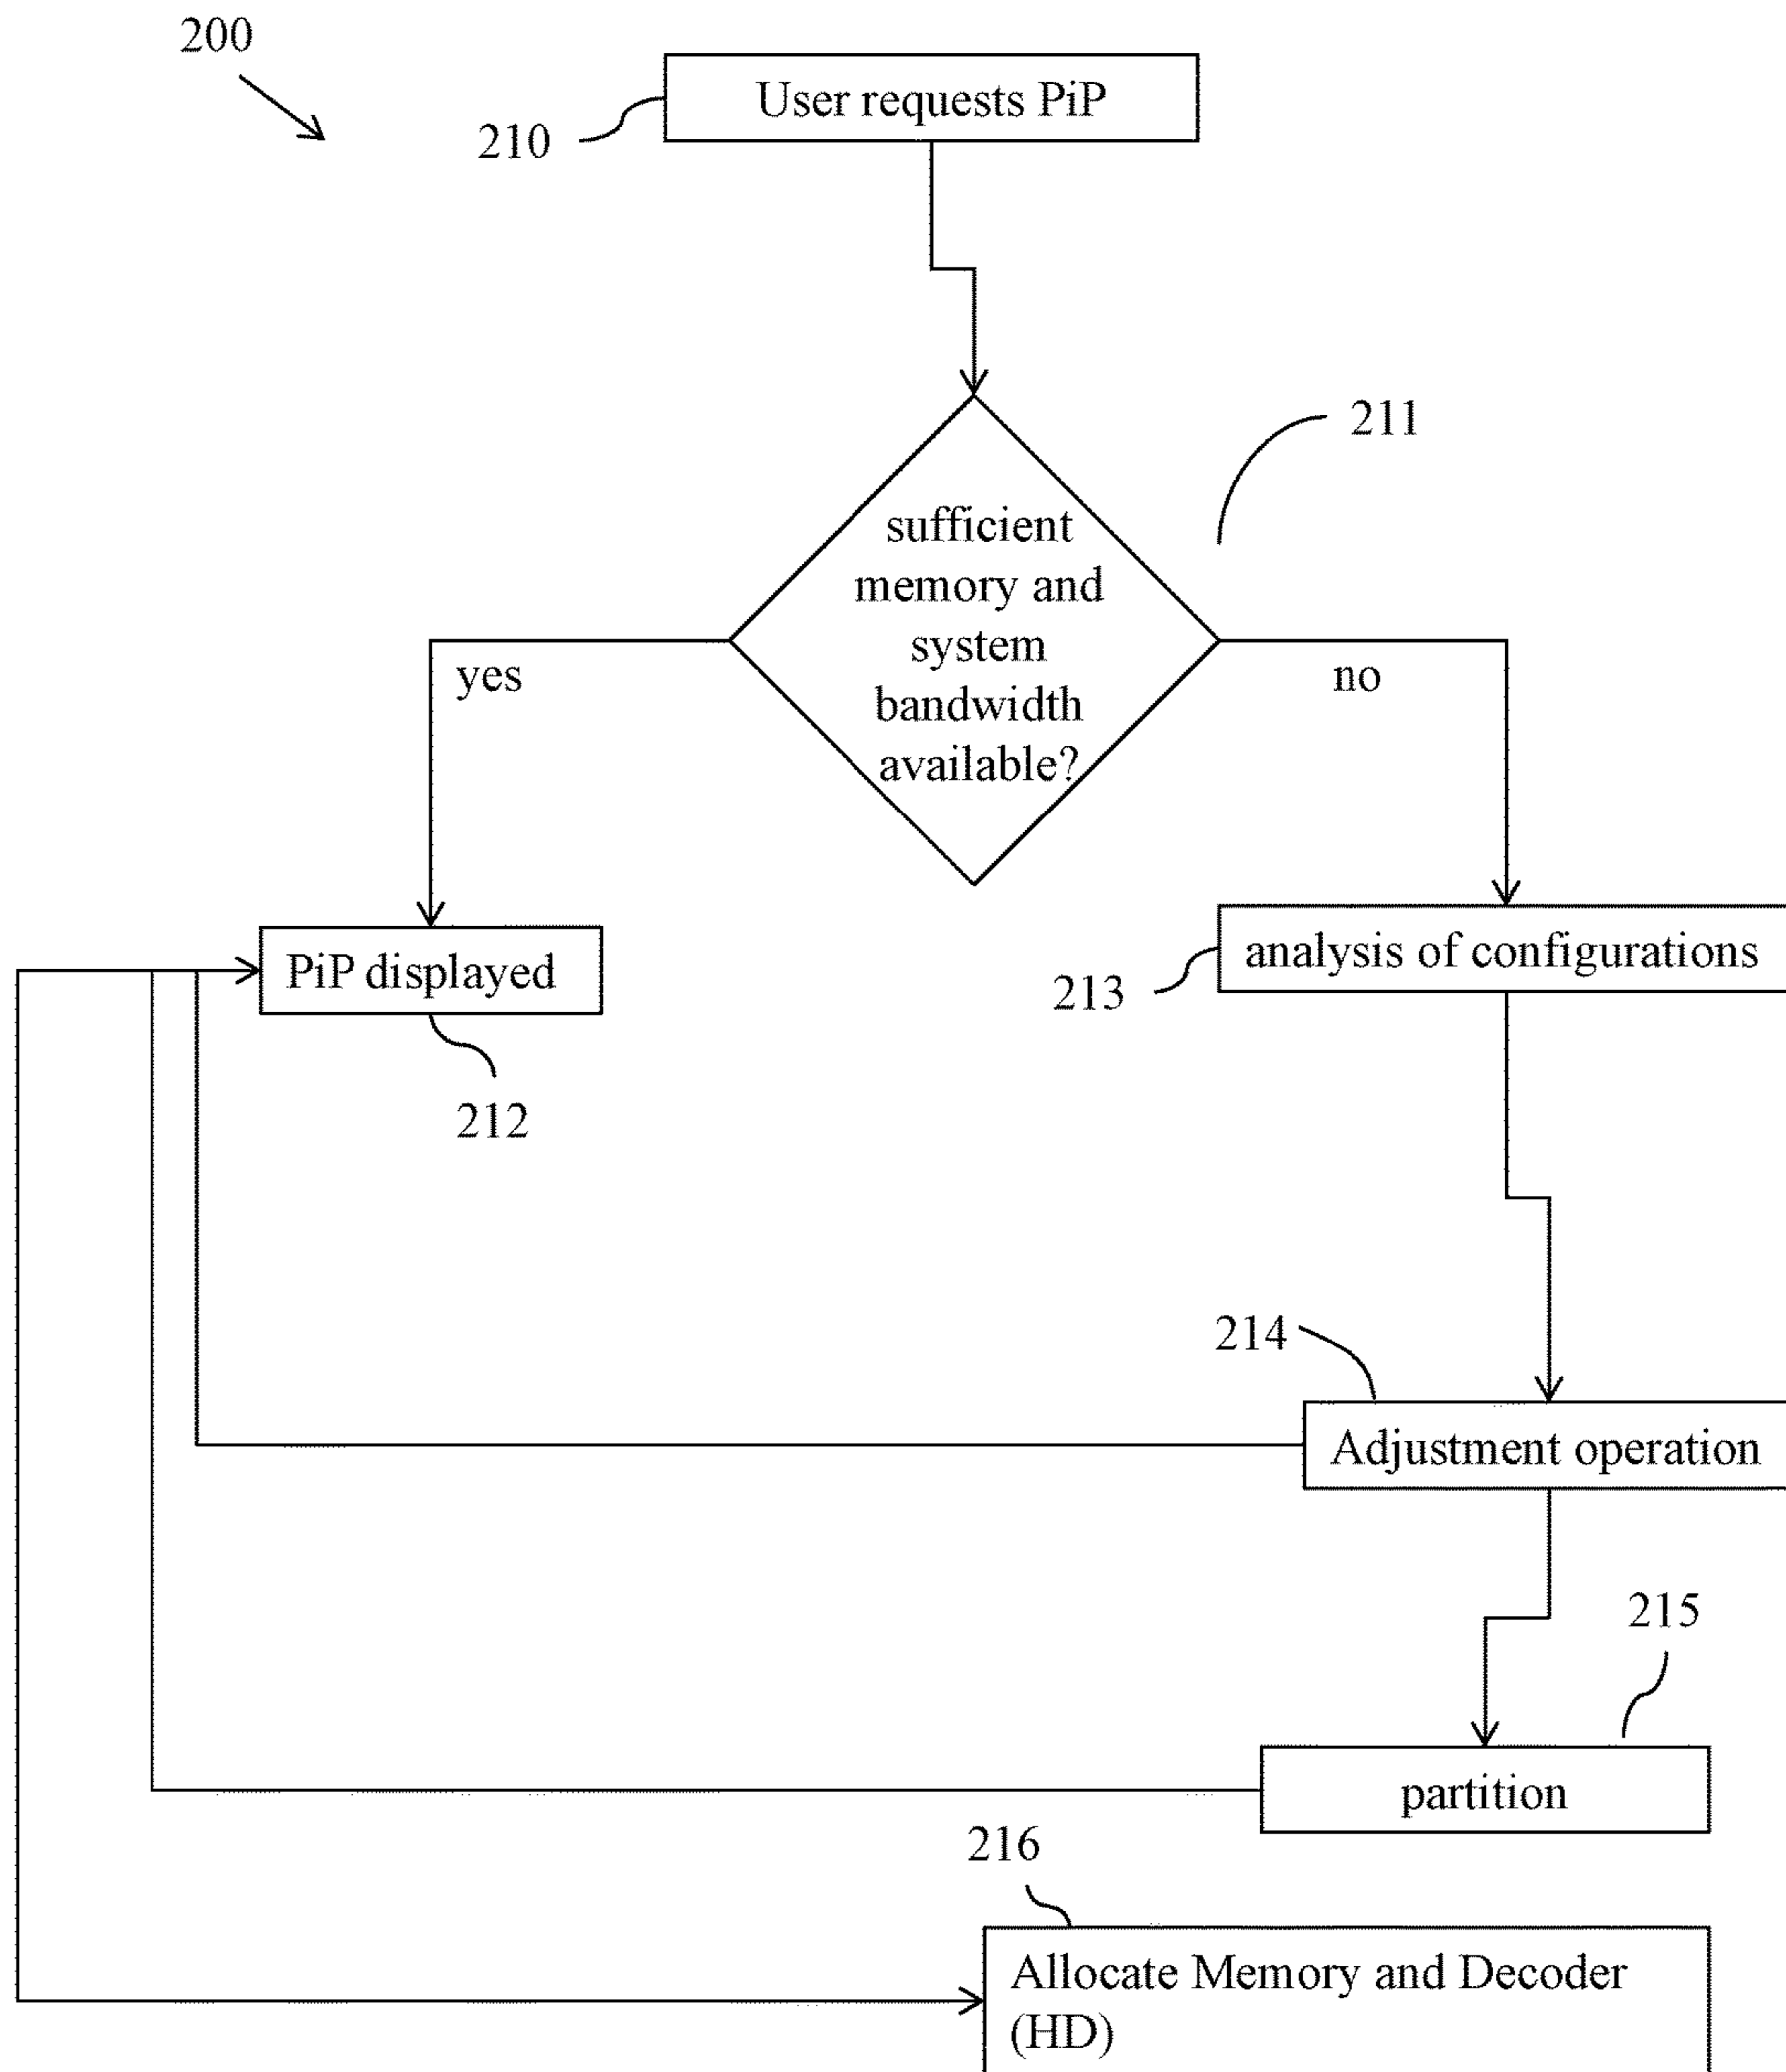 200
User requests PiP
210
211
sufficient
memory and
system
bandwidth
available?
yes
no
PiP displayed
analysis of configurations
213
212
214
Adjustment operation
215
partition
216
Allocate Memory and Decoder
(HD)